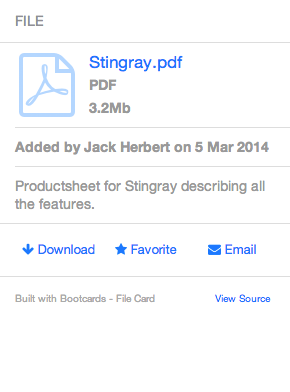 FILE
Stingray.pdf
PDF
3.2Mb
Added by Jack Herbert on 5 Mar 2014
Productsheet for Stingray describing all
the features.
Download Favorite Email
Built with Bootcards - File Card View Source